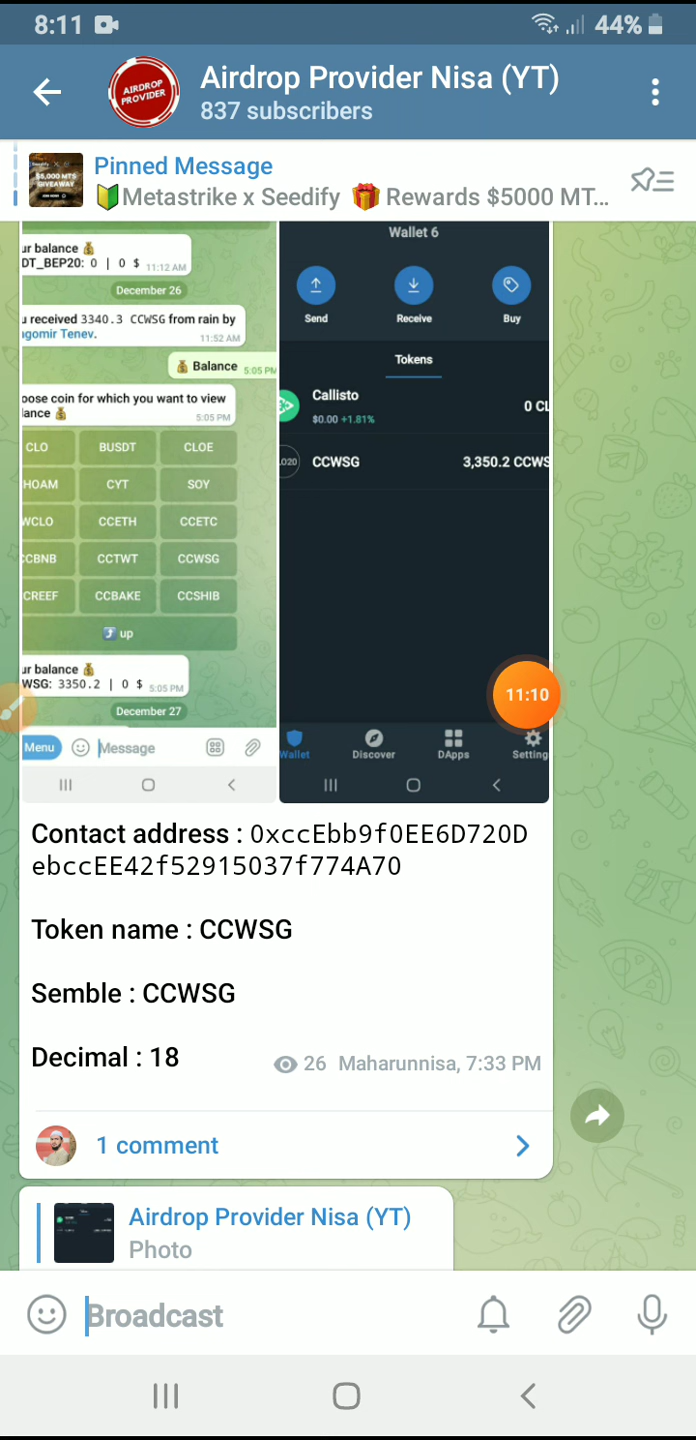 8:11
44%
AIRDROP
PROVIDER
Airdrop Provider Nisa (YT)
837 subscribers
$5,000 MTS
GIVEAWAY
Pinned Message
🔰Metastrike x Seedify 🎁 Rewards $5000 MT...
ur balance 💰
DT_BEP20: 0 | 0 $ 11:12 AM
December 26
u received 3340.3 CCWSG from rain by
gomir Tenev.
11:52 AM
💰 Balance 5:05 PM
oose coin for which you want to view
lance 💰
5:05 PM
CLO BUSDT CLOE
HOAM CYT SOY
WCLO CCETH CCETC
CCBNB CCTWT CCWSG
CREEF CCBAKE CCSHIB
⤴️ up
ur balance 💰
WSG: 3350.2 | 0 $ 5:05 PM
December 27
Menu
Message
Wallet 6
Send Receive Buy
Tokens
Callisto
$0.00 +1.81%
0 CL
LO20
CCWSG 3,350.2 CCWS
11:10
Wallet Discover DApps Setting
Contact address : 0xccEbb9f0EE6D720D
ebccEE42f52915037f774A70
Token name : CCWSG
Semble : CCWSG
Decimal : 18
26 Maharunnisa, 7:33 PM
1 comment
Airdrop Provider Nisa (YT)
Photo
Broadcast